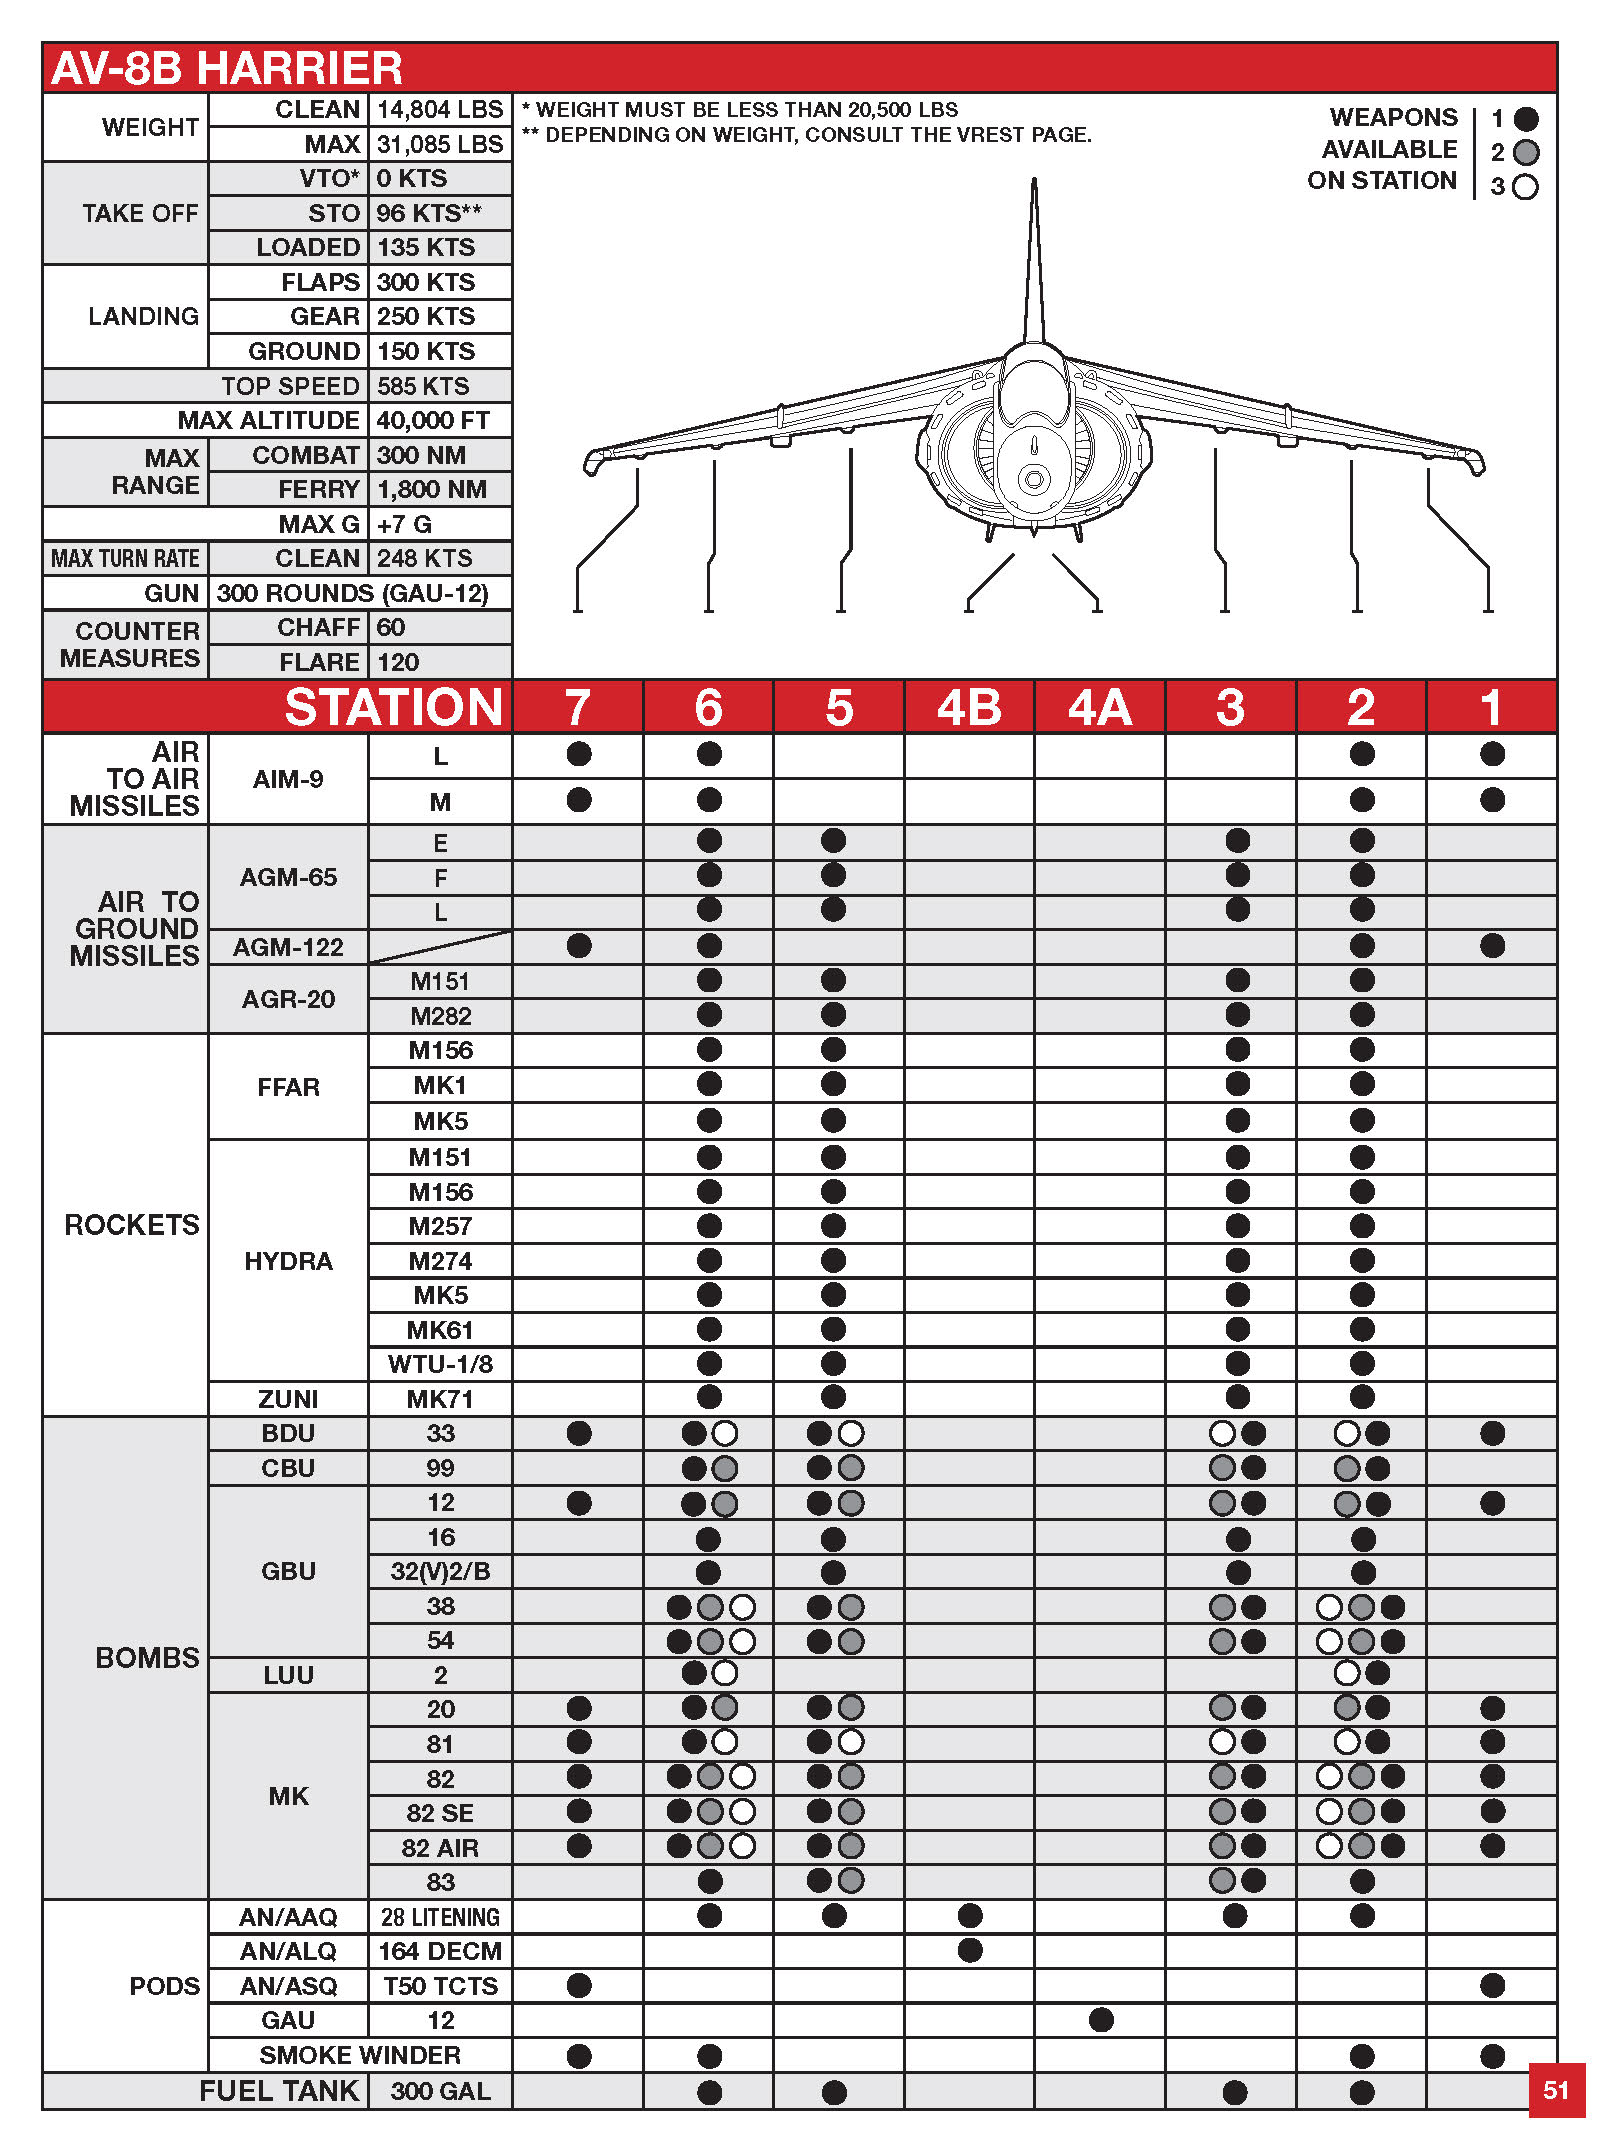 AV-8B HARRIER
WEIGHT
CLEAN 14,804 LBS
MAX 31,085 LBS
TAKE OFF
VTO* 0 KTS
STO 96 KTS**
LOADED 135 KTS
LANDING
FLAPS 300 KTS
GEAR 250 KTS
GROUND 150 KTS
TOP SPEED 585 KTS
MAX ALTITUDE 40,000 FT
MAX
RANGE
COMBAT 300 NM
FERRY 1,800 NM
MAX G +7 G
MAX TURN RATE CLEAN 248 KTS
GUN 300 ROUNDS (GAU-12)
COUNTER
MEASURES
CHAFF 60
FLARE 120
* WEIGHT MUST BE LESS THAN 20,500 LBS
** DEPENDING ON WEIGHT, CONSULT THE VREST PAGE.
WEAPONS
AVAILABLE
ON STATION
1
2
3
STATION 7 6 5 4B 4A 3 2 1
AIR
TO AIR
MISSILES
AIM-9
L
M
AIR TO
GROUND
MISSILES
AGM-65
E
F
L
AGM-122
AGR-20
M151
M282
ROCKETS
FFAR
M156
MK1
MK5
HYDRA
M151
M156
M257
M274
MK5
MK61
WTU-1/8
ZUNI MK71
BOMBS
BDU 33
CBU 99
GBU
12
16
32(V)2/B
38
54
LUU 2
MK
20
81
82
82 SE
82 AIR
83
PODS
AN/AAQ 28 LITENING
AN/ALQ 164 DECM
AN/ASQ T50 TCTS
GAU 12
SMOKE WINDER
FUEL TANK 300 GAL
51